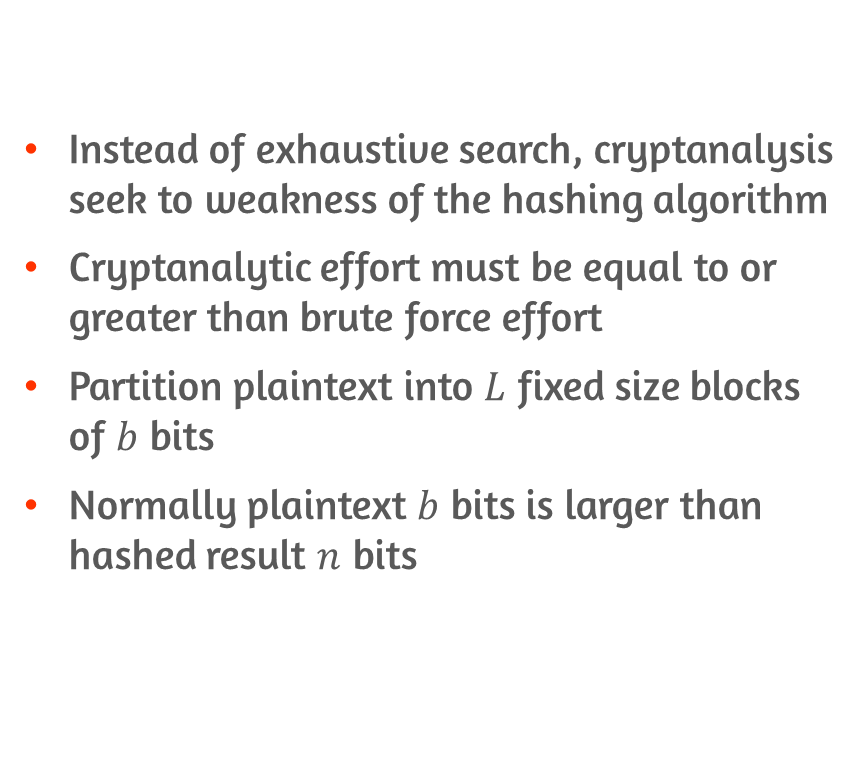 • Instead of exhaustive search, cryptanalysis
seek to weakness of the hashing algorithm
• Cryptanalytic effort must be equal to or
greater than brute force effort
• Partition plaintext into L fixed size blocks
of b bits
• Normally plaintext b bits is larger than
hashed result n bits